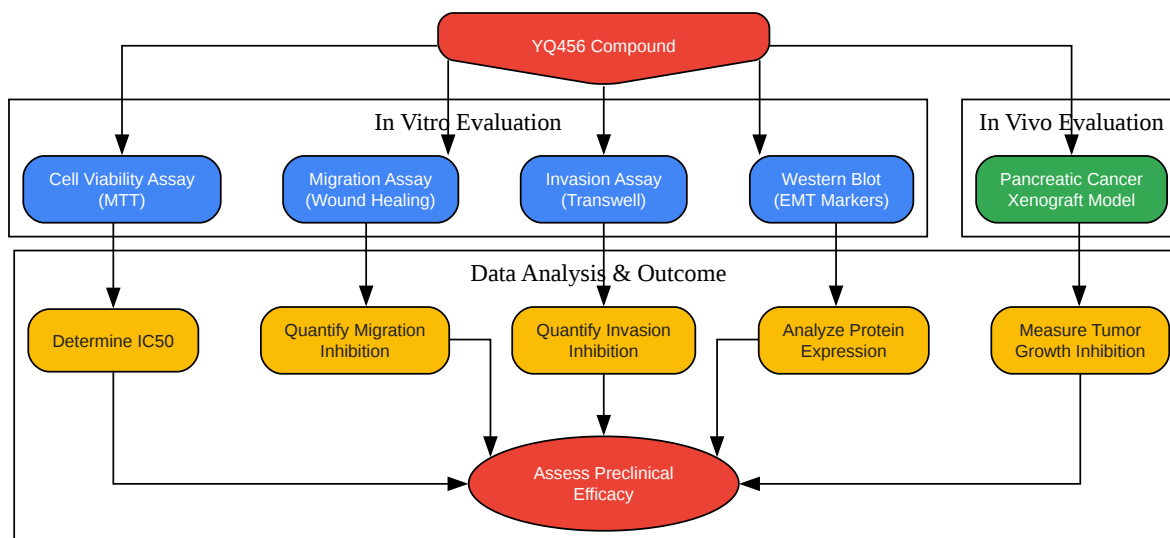 YQ456 Compound
In Vitro Evaluation
In Vivo Evaluation
Cell Viability Assay
(MTT)
Migration Assay
(Wound Healing)
Invasion Assay
(Transwell)
Western Blot
(EMT Markers)
Pancreatic Cancer
Xenograft Model
Data Analysis & Outcome
Determine IC50
Quantify Migration
Inhibition
Quantify Invasion
Inhibition
Analyze Protein
Expression
Measure Tumor
Growth Inhibition
Assess Preclinical
Efficacy